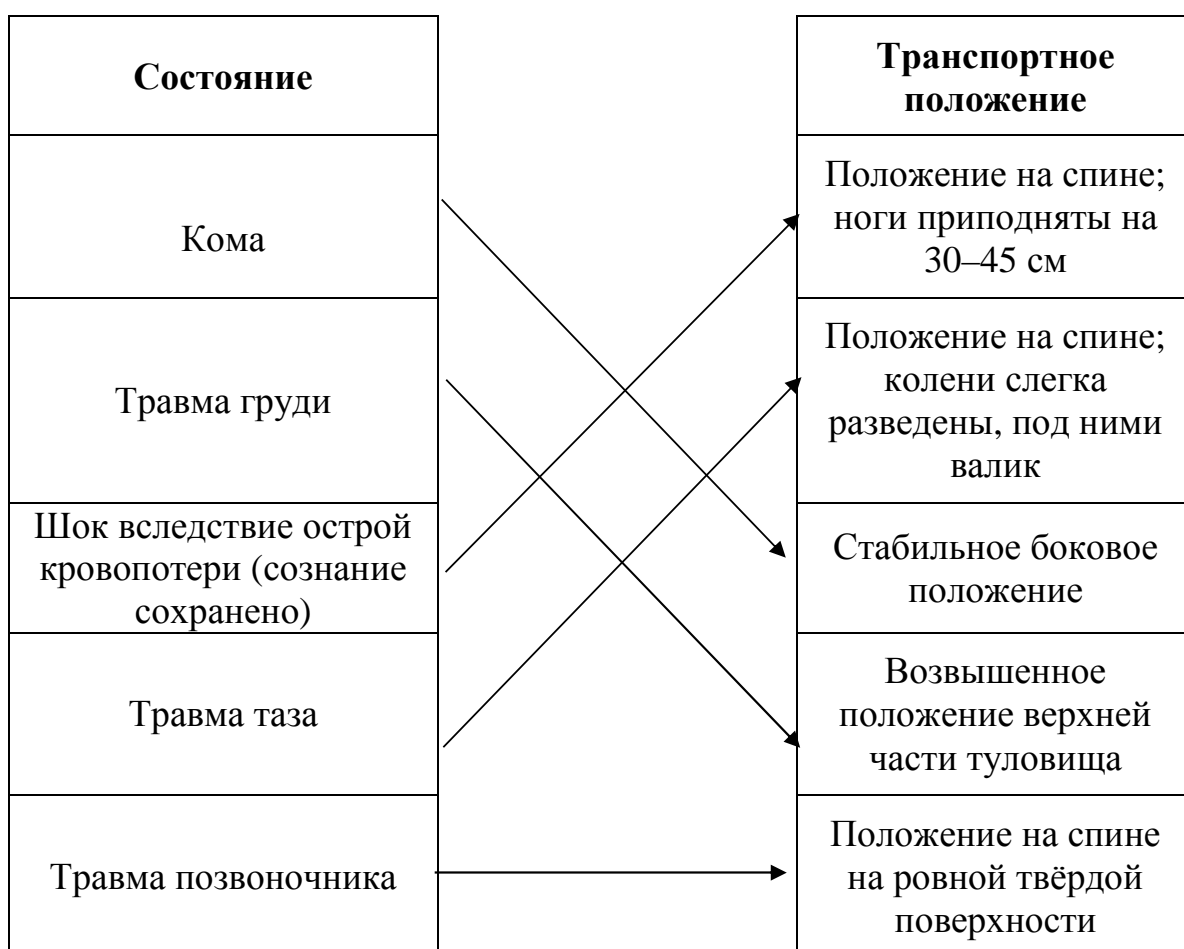 Состояние
Транспортное
положение
Кома
Положение на спине;
ноги приподняты на
30–45 см
Травма груди
Положение на спине;
колени слегка
разведены, под ними
валик
Шок вследствие острой
кровопотери (сознание
сохранено)
Стабильное боковое
положение
Травма таза
Возвышенное
положение верхней
части туловища
Травма позвоночника
Положение на спине
на ровной твёрдой
поверхности